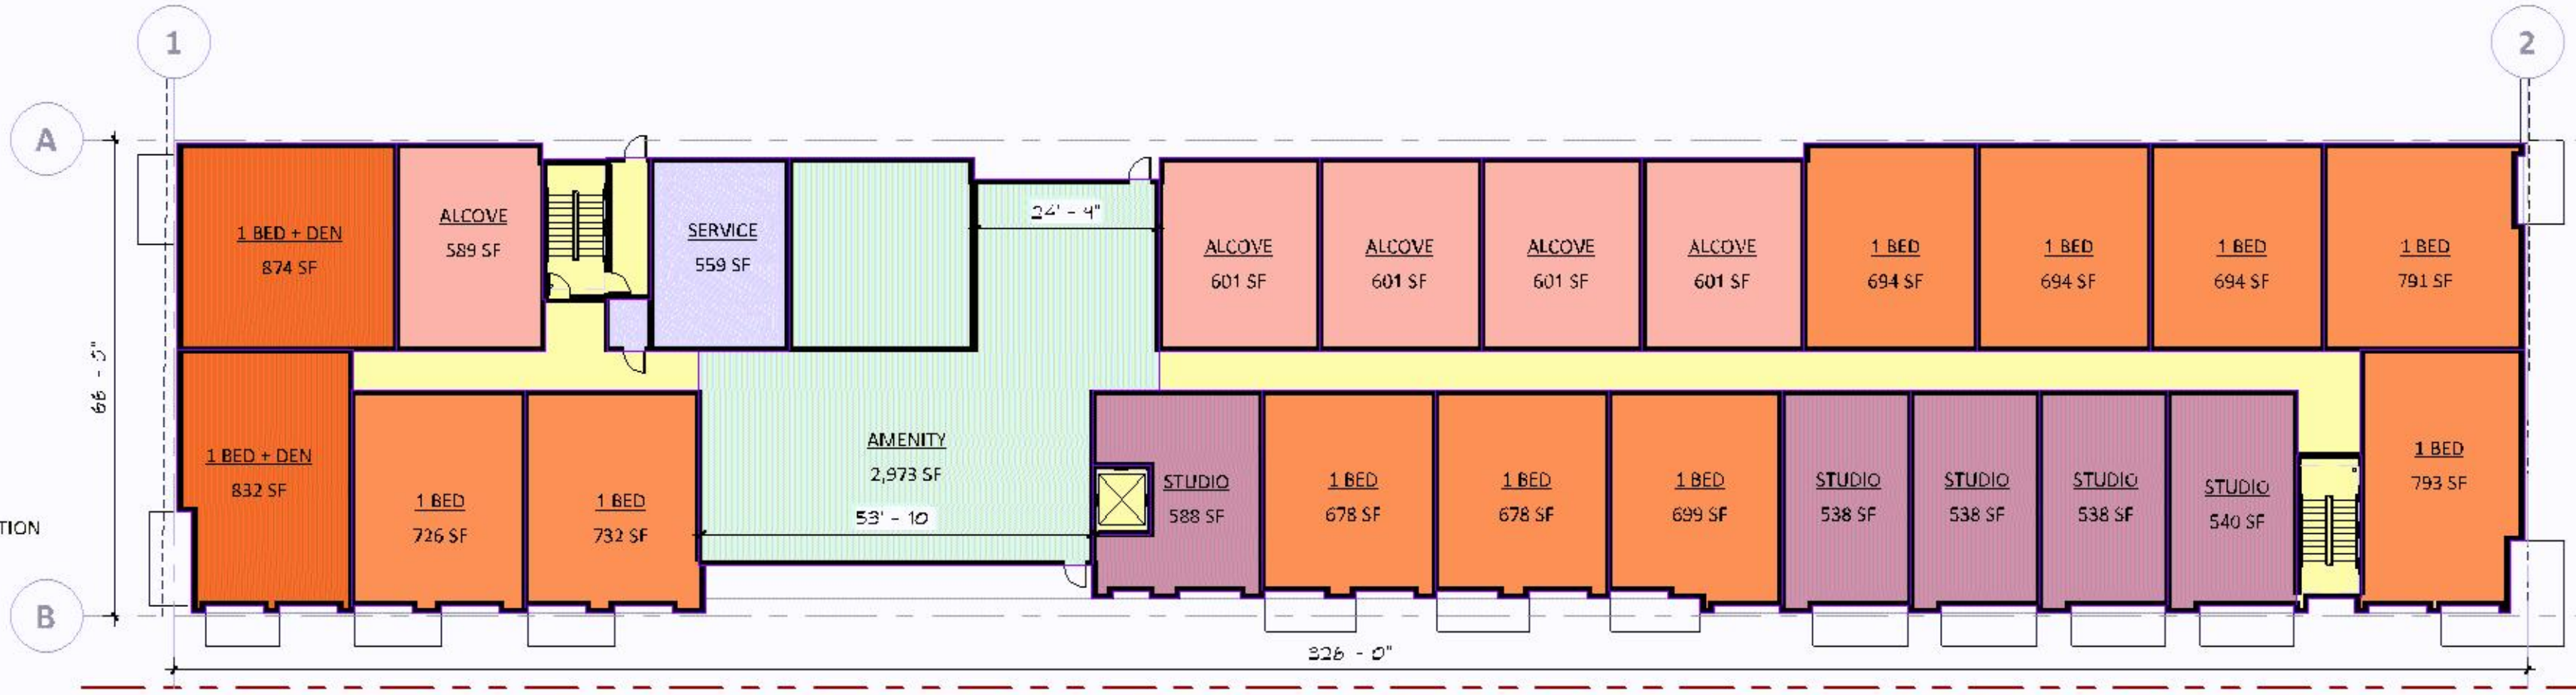 1
2
A
1 BED + DEN
874 SF
ALCOVE
589 SF
SERVICE
559 SF
24' - 4"
ALCOVE
601 SF
ALCOVE
601 SF
ALCOVE
601 SF
ALCOVE
601 SF
1 BED
694 SF
1 BED
694 SF
1 BED
694 SF
1 BED
791 SF
66' - 0"
1 BED + DEN
832 SF
1 BED
726 SF
1 BED
732 SF
AMENITY
2,973 SF
53' - 10
STUDIO
588 SF
1 BED
678 SF
1 BED
678 SF
1 BED
699 SF
STUDIO
538 SF
STUDIO
538 SF
STUDIO
538 SF
STUDIO
540 SF
1 BED
793 SF
TION
B
326 - 0"